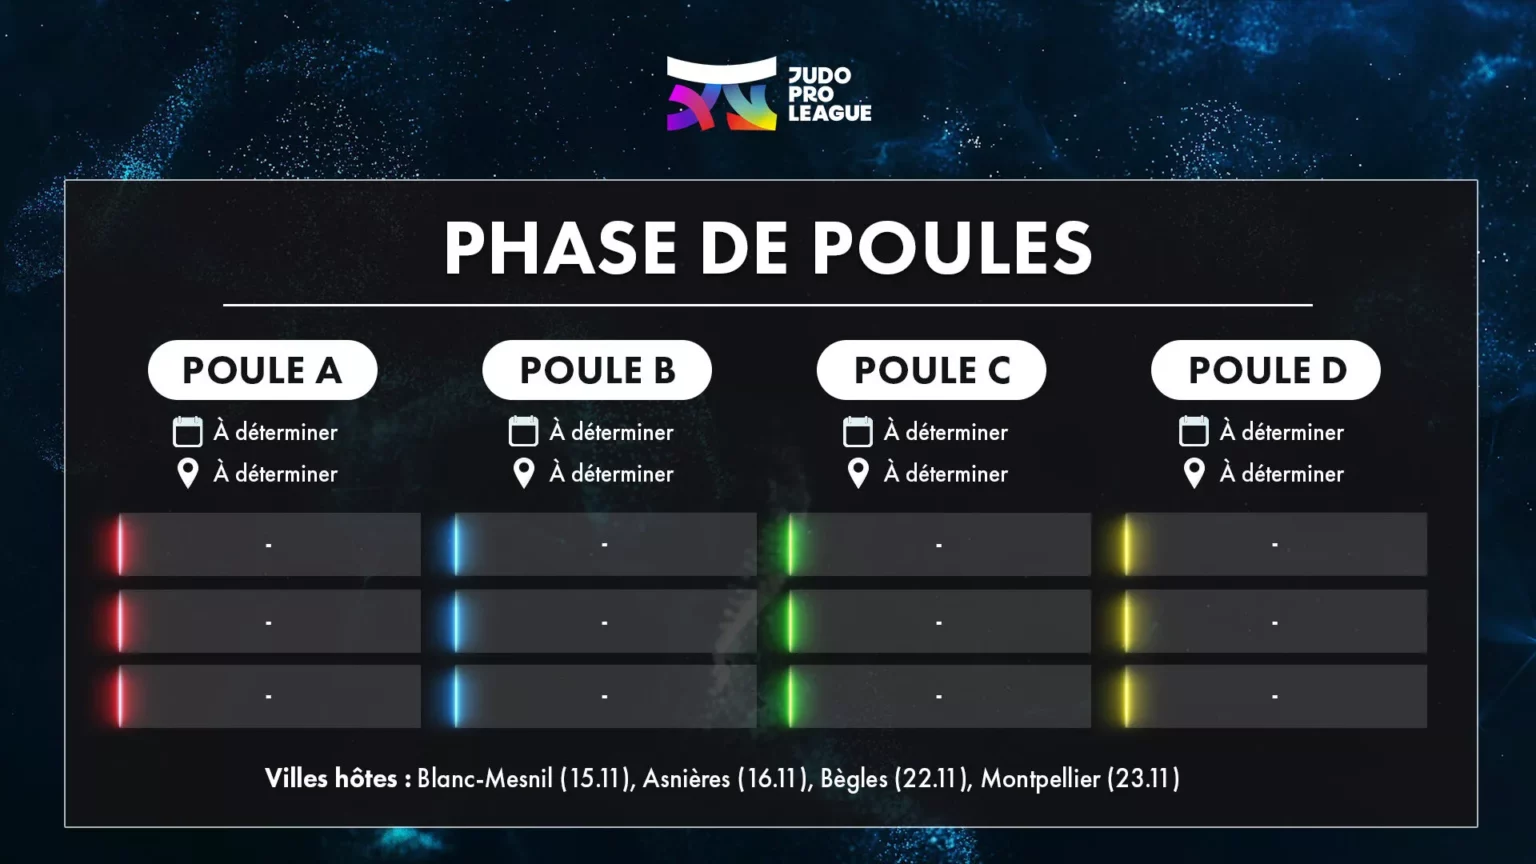 JUDO
PRO
LEAGUE
PHASE DE POULES
POULE A
À déterminer
À déterminer
-
-
-
POULE B
À déterminer
À déterminer
-
-
-
POULE C
À déterminer
À déterminer
-
-
-
POULE D
À déterminer
À déterminer
-
-
-
Villes hôtes : Blanc-Mesnil (15.11), Asnières (16.11), Bègles (22.11), Montpellier (23.11)